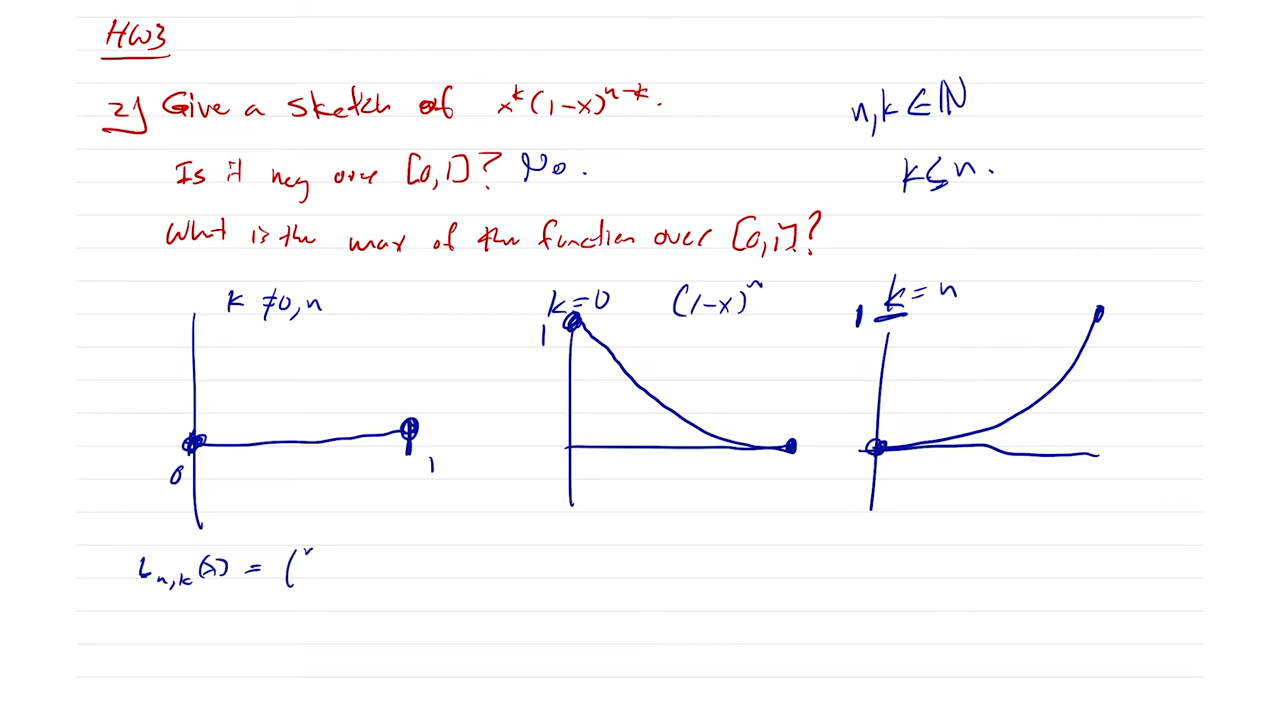 HW3
2) Give a sketch of x^k (1-x)^{n-k}.
n, k ∈ ℕ
Is it neg over [0,1]? No.
k ≤ n.
What is the max of the function over [0,1]?
k ≠ 0, n
k = 0 (1-x)^n
k = n
1
1
0
1
b_{n,k}(x) = (^n